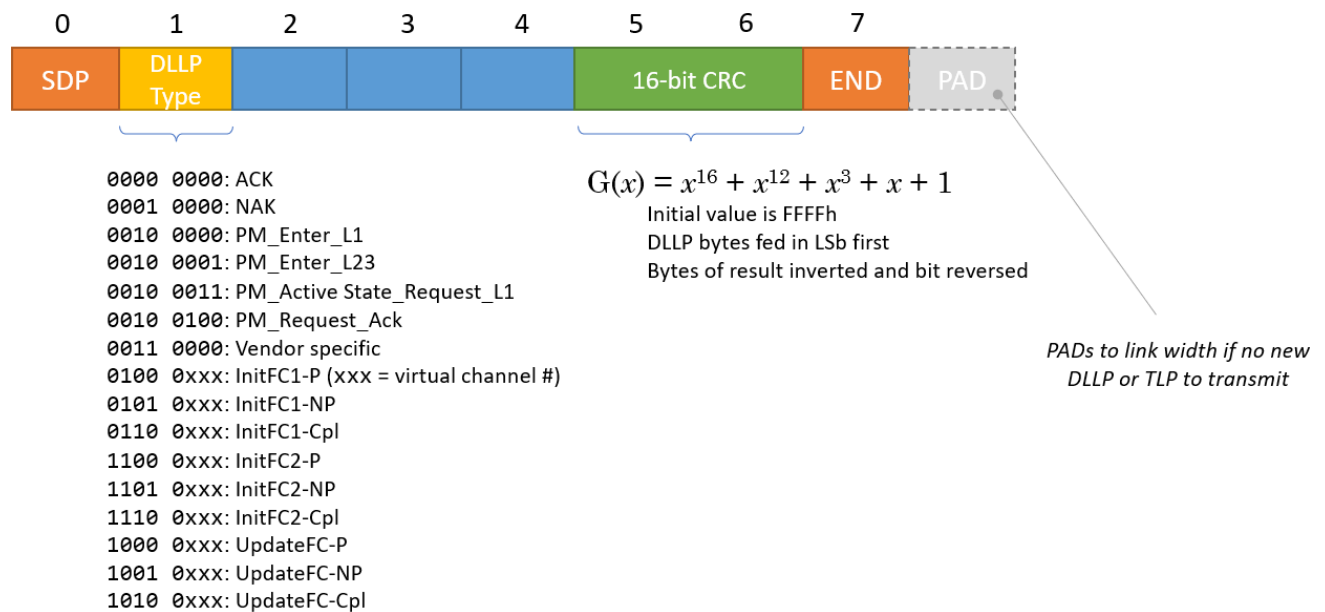 0 1 2 3 4 5 6 7
SDP DLLP Type 16-bit CRC END PAD
0000 0000: ACK
0001 0000: NAK
0010 0000: PM_Enter_L1
0010 0001: PM_Enter_L23
0010 0011: PM_Active State_Request_L1
0010 0100: PM_Request_Ack
0011 0000: Vendor specific
0100 0xxx: InitFC1-P (xxx = virtual channel #)
0101 0xxx: InitFC1-NP
0110 0xxx: InitFC1-Cpl
1100 0xxx: InitFC2-P
1101 0xxx: InitFC2-NP
1110 0xxx: InitFC2-Cpl
1000 0xxx: UpdateFC-P
1001 0xxx: UpdateFC-NP
1010 0xxx: UpdateFC-Cpl
G(x) = x¹⁶ + x¹² + x³ + x + 1
Initial value is FFFFh
DLLP bytes fed in LSb first
Bytes of result inverted and bit reversed
PADs to link width if no new
DLLP or TLP to transmit